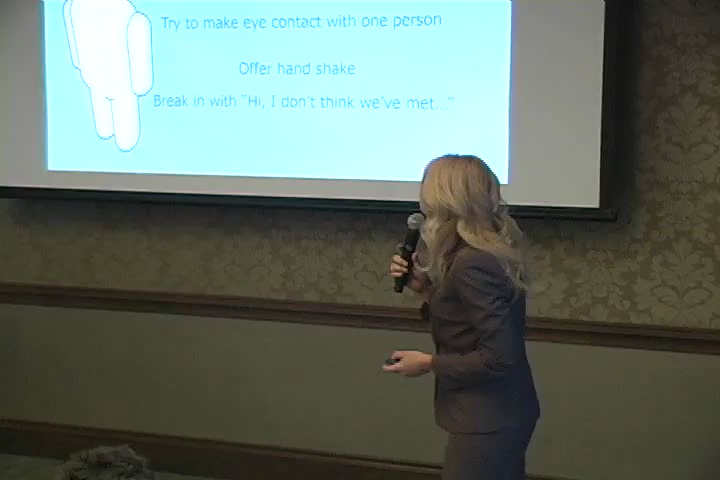 Try to make eye contact with one person
Offer hand shake
Break in with “Hi, I don’t think we’ve met...”